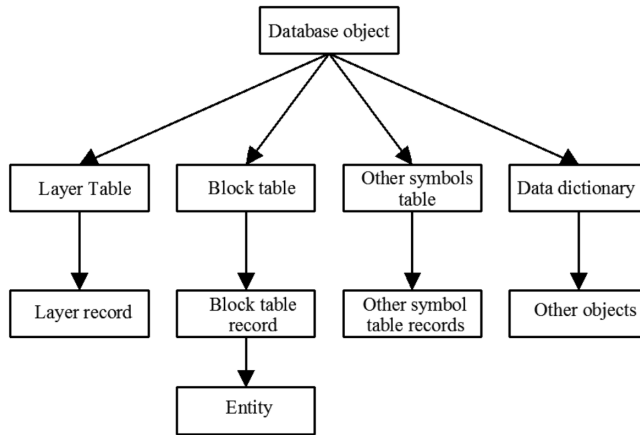 Database object
Layer Table
Block table
Other symbols
table
Data dictionary
Layer record
Block table
record
Other symbol
table records
Other objects
Entity